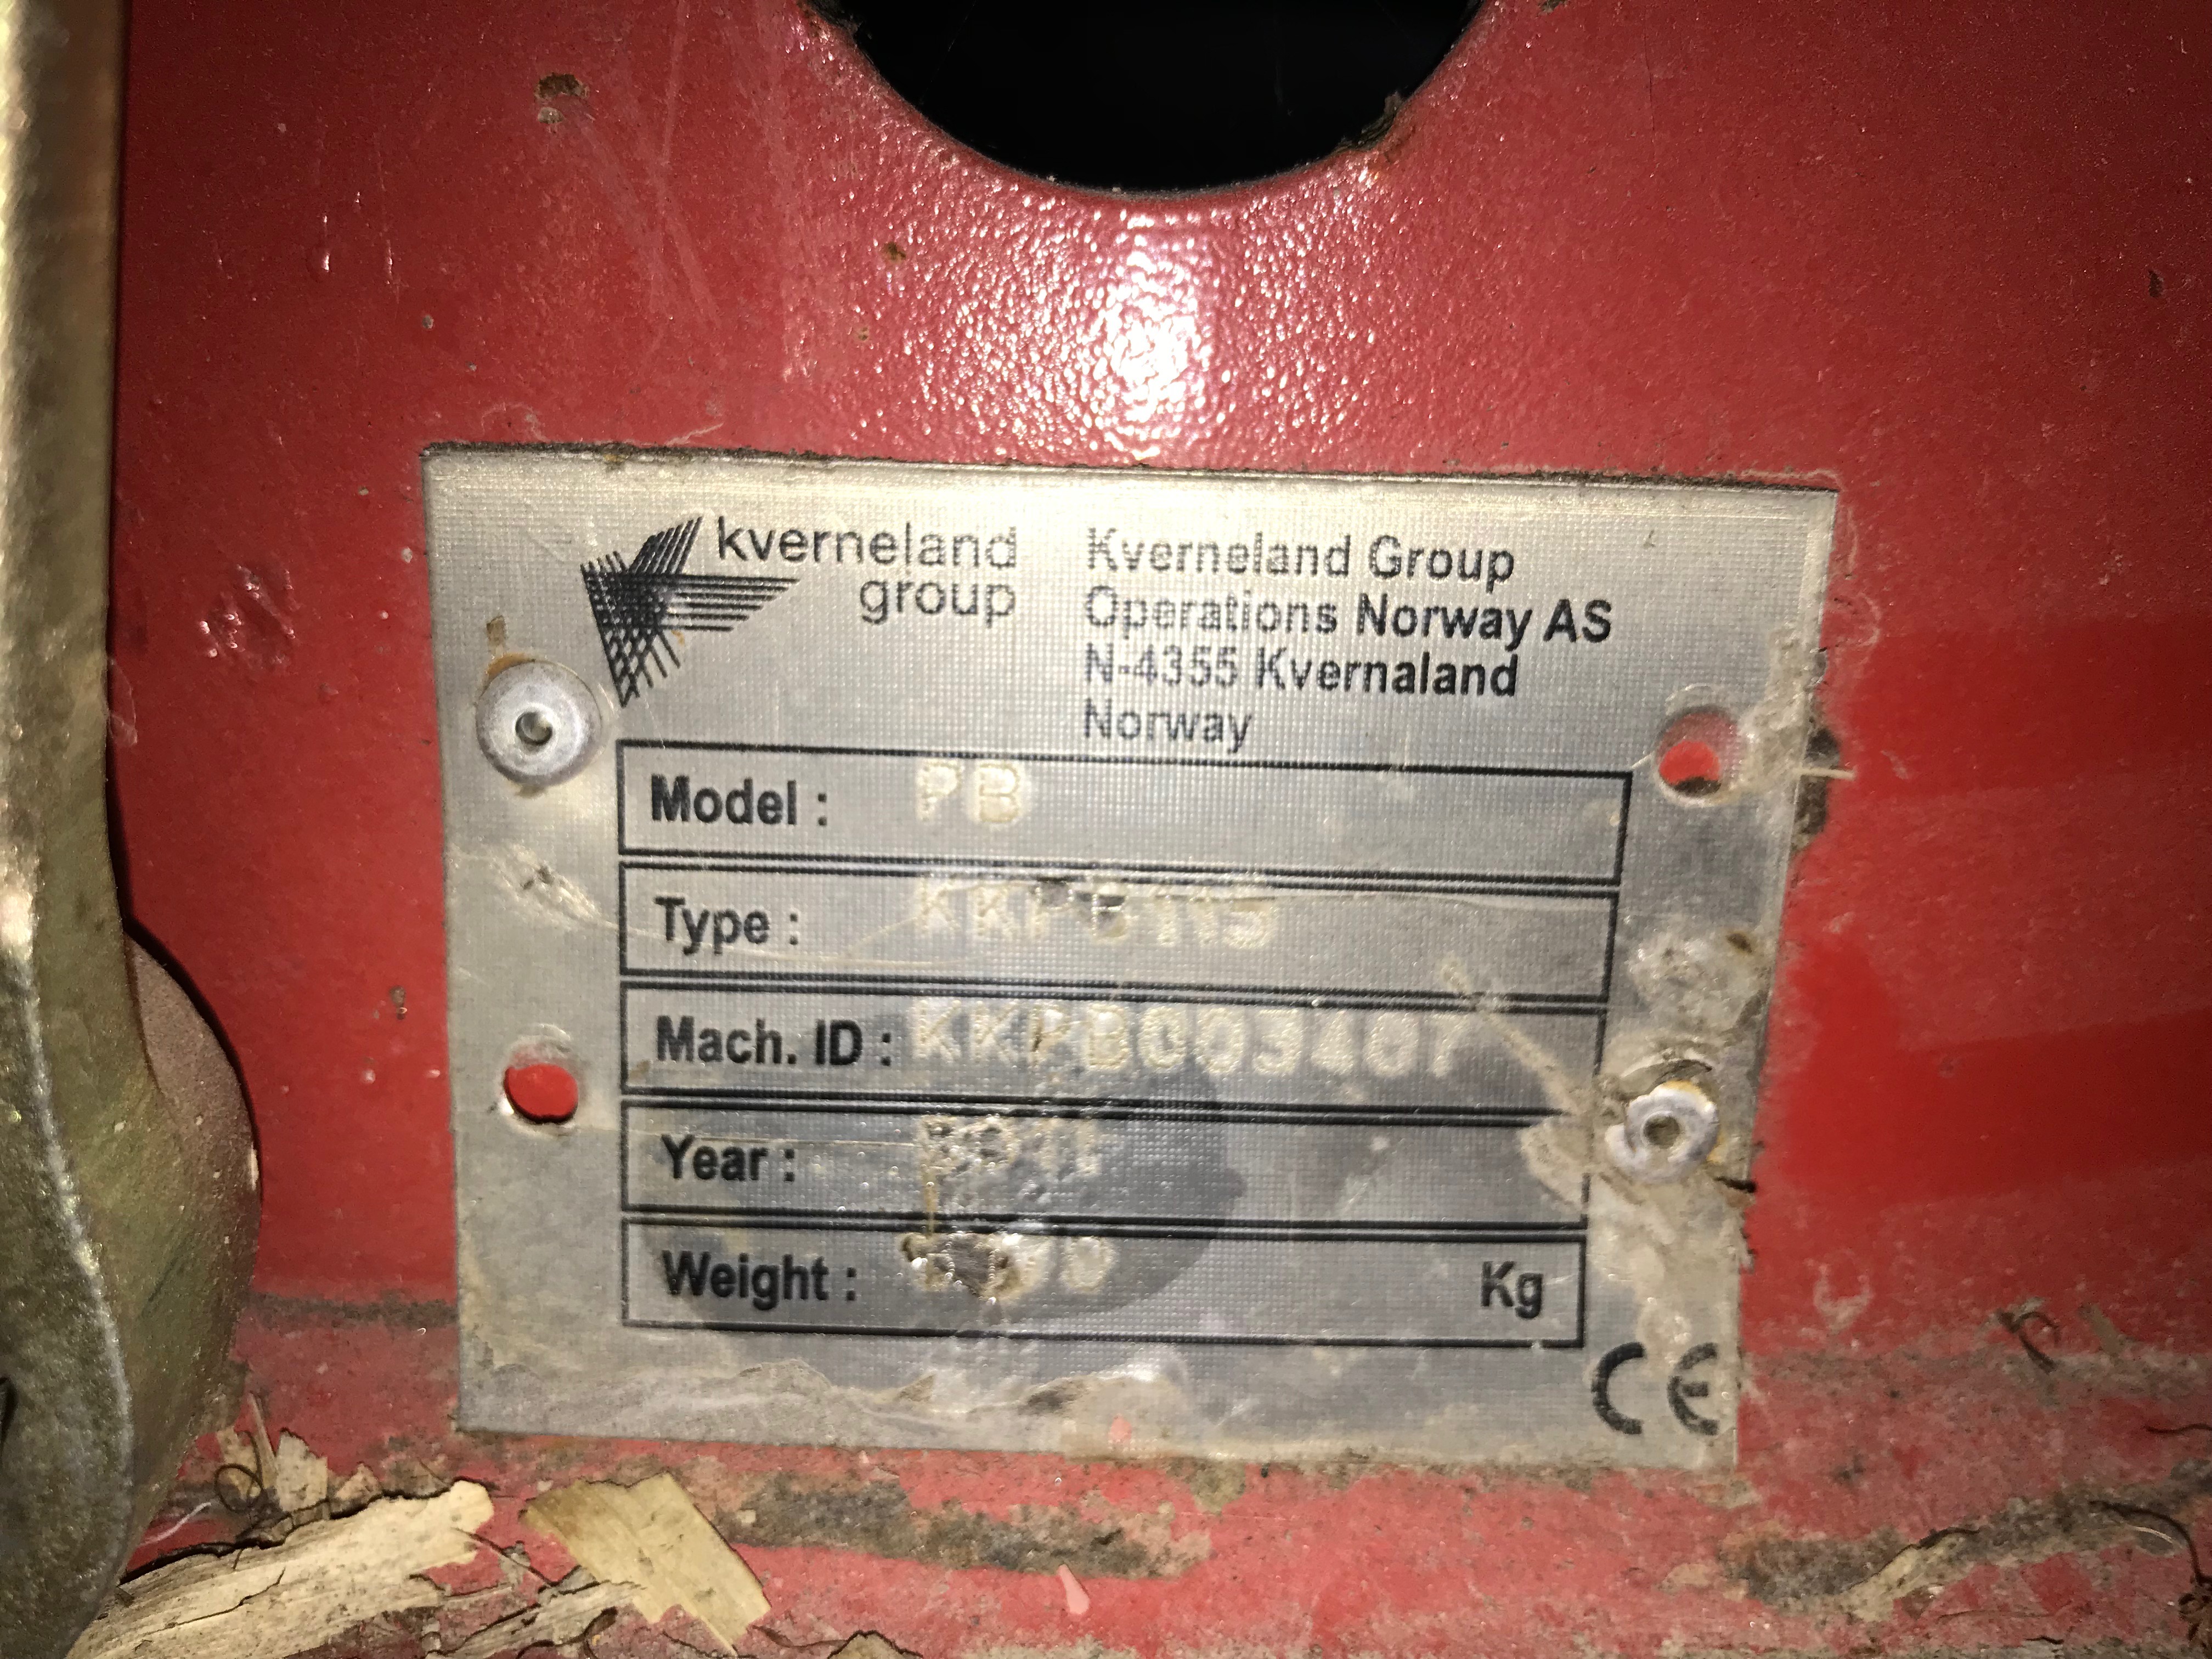 kverneland
group
Kverneland Group
Operations Norway AS
N-4355 Kvernaland
Norway
Model : PB
Type :
Mach. ID :
Year :
Weight : Kg
CE